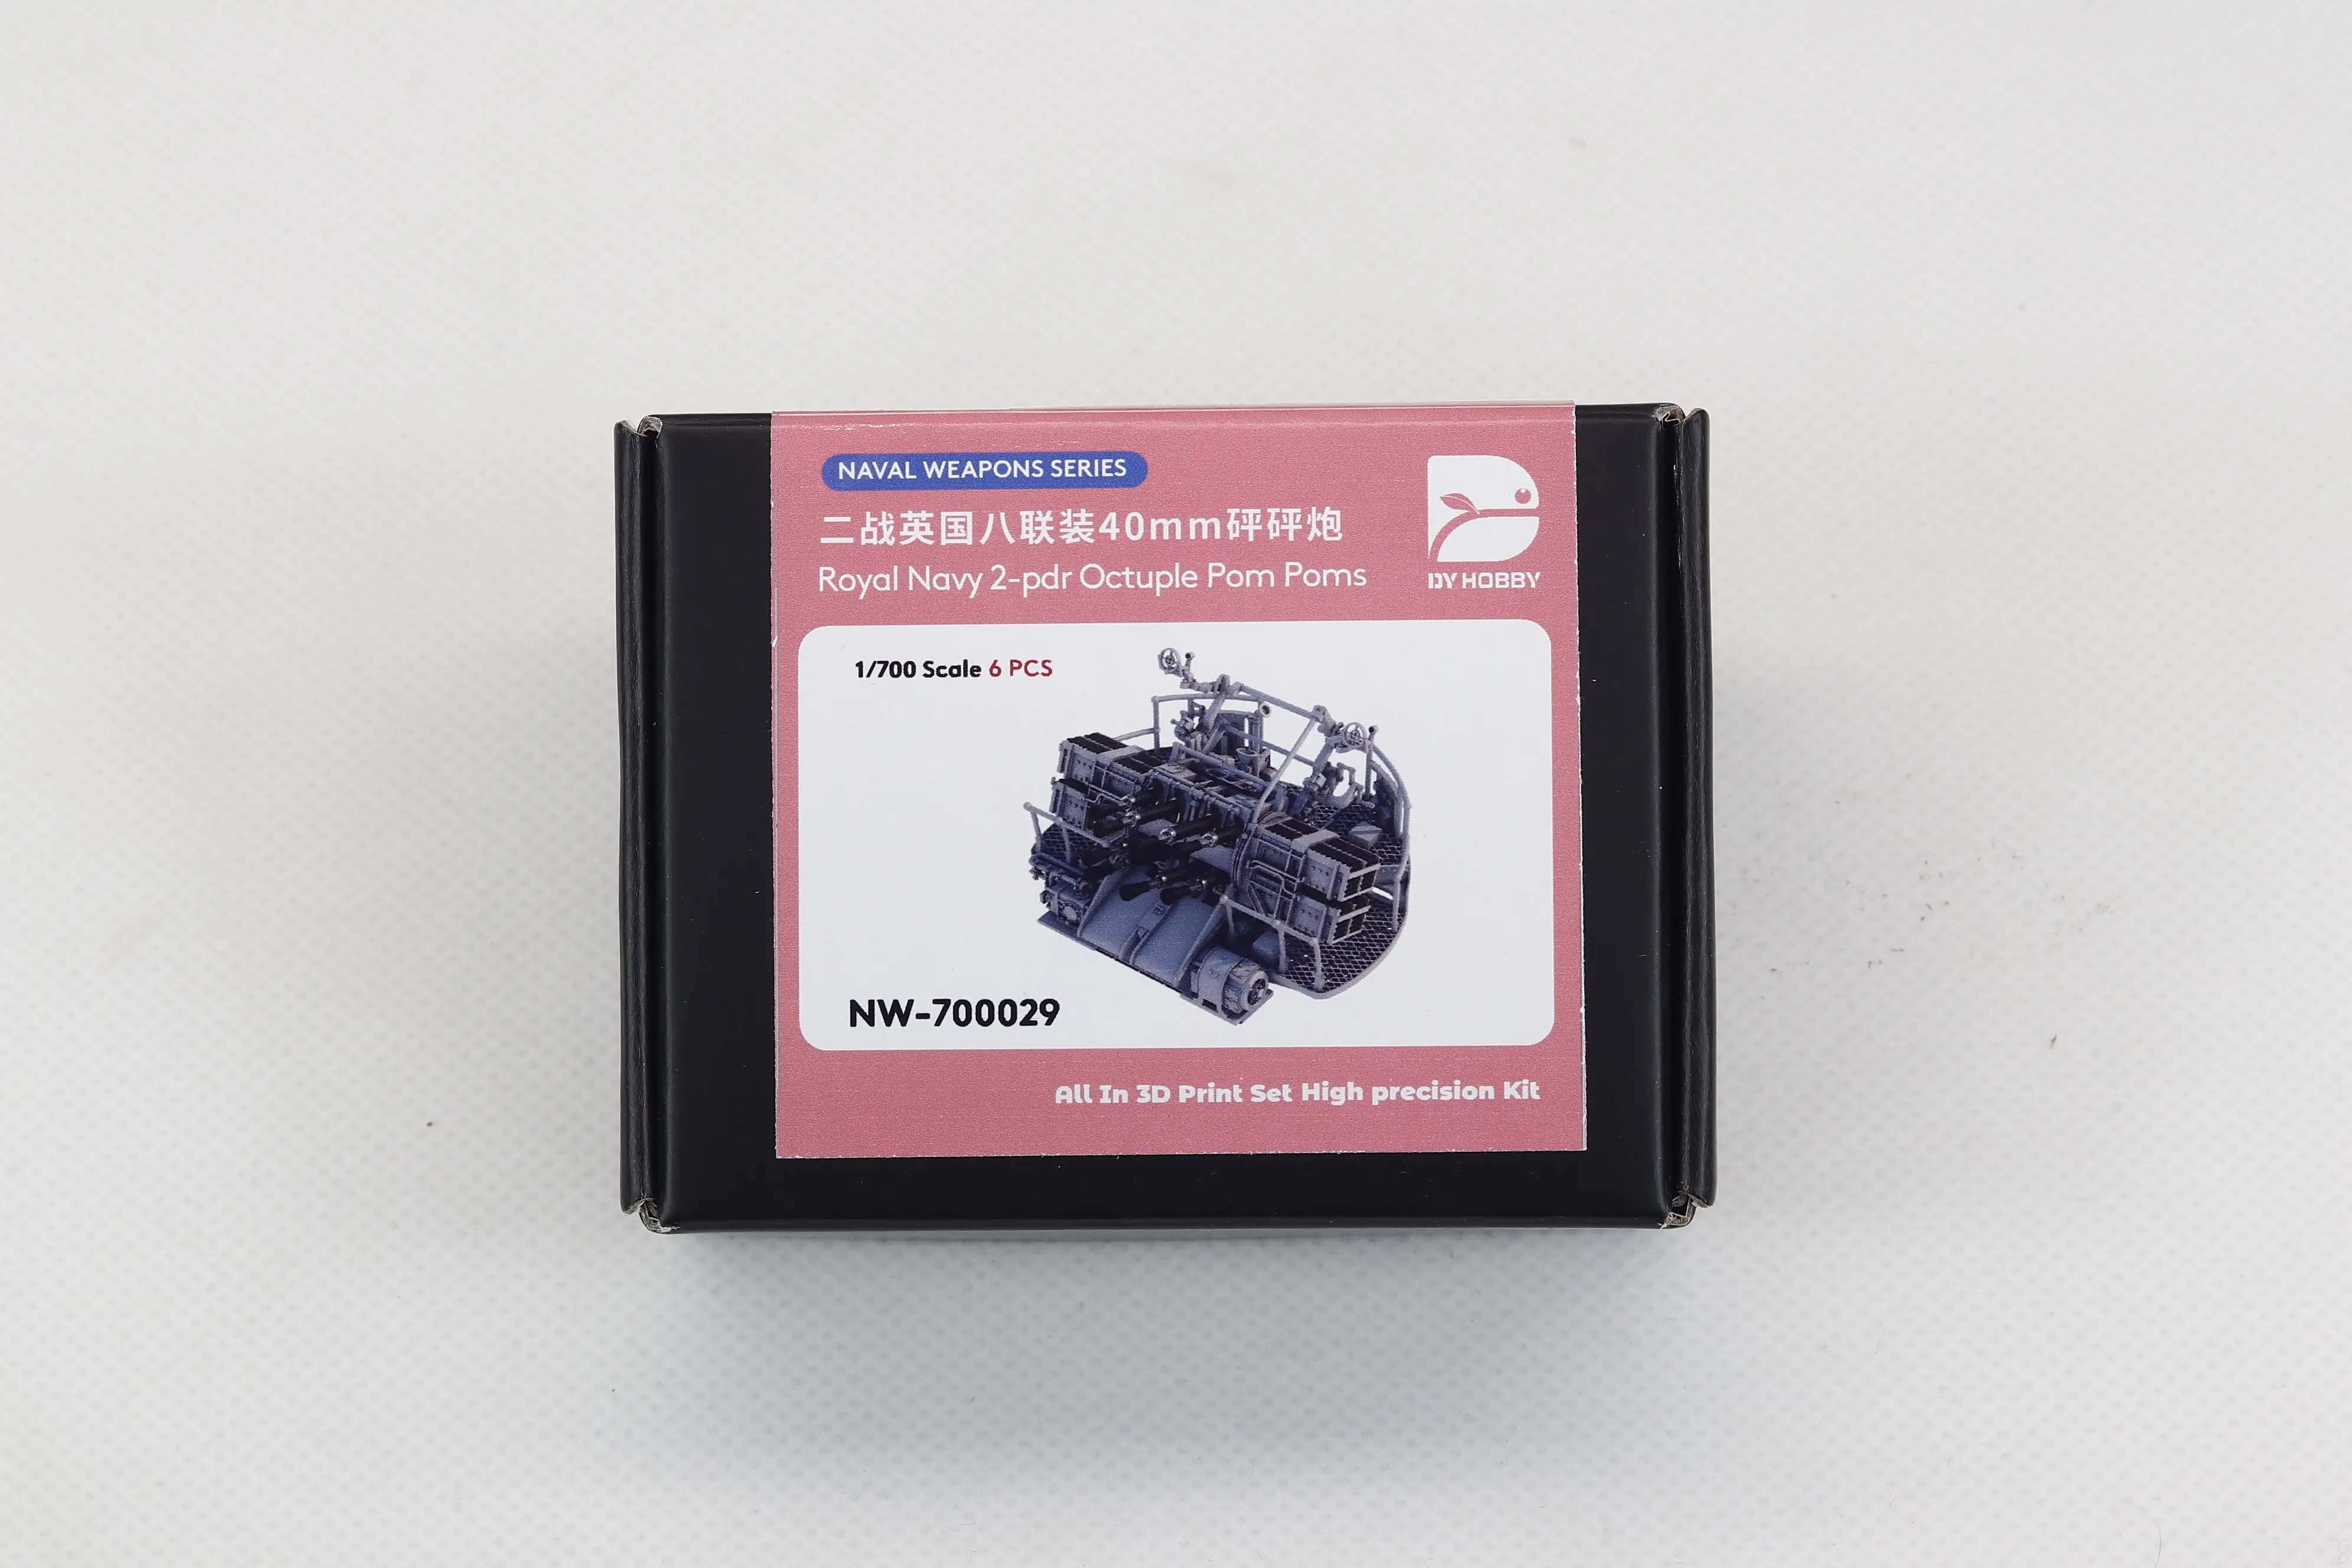 NAVAL WEAPONS SERIES
二战英国八联装40mm砰砰炮
Royal Navy 2-pdr Octuple Pom Poms
DY HOBBY
1/700 Scale 6 PCS
NW-700029
All In 3D Print Set High precision Kit